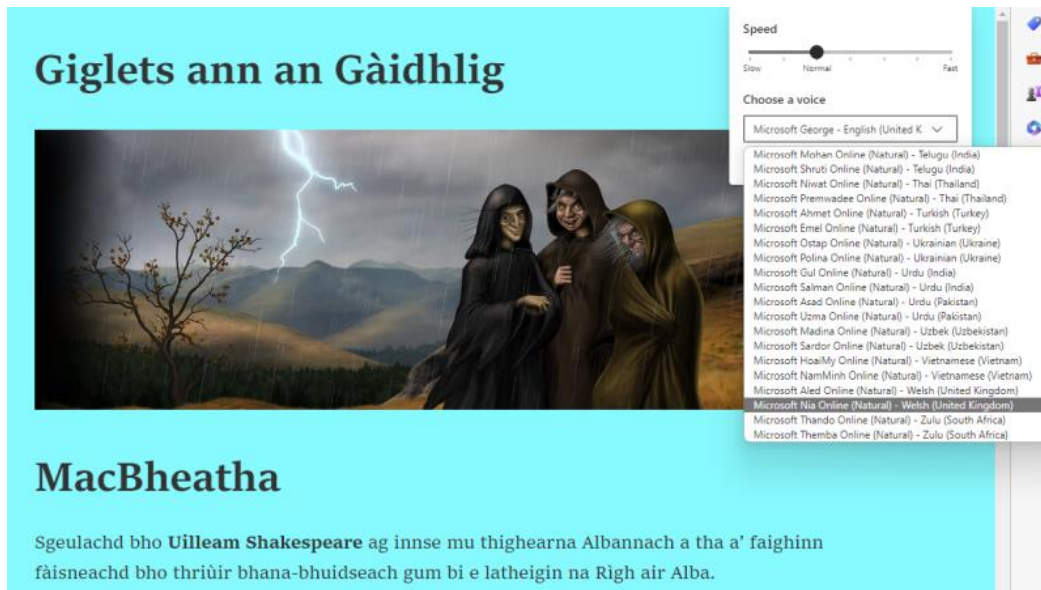 Giglets ann an Gàidhlig
Speed
Slow Normal Fast
Choose a voice
Microsoft George - English (United K
Microsoft Mohan Online (Natural) - Telugu (India)
Microsoft Shruti Online (Natural) - Telugu (India)
Microsoft Niwat Online (Natural) - Thai (Thailand)
Microsoft Premwadee Online (Natural) - Thai (Thailand)
Microsoft Ahmet Online (Natural) - Turkish (Turkey)
Microsoft Emel Online (Natural) - Turkish (Turkey)
Microsoft Ostap Online (Natural) - Ukrainian (Ukraine)
Microsoft Polina Online (Natural) - Ukrainian (Ukraine)
Microsoft Gul Online (Natural) - Urdu (India)
Microsoft Salman Online (Natural) - Urdu (India)
Microsoft Asad Online (Natural) - Urdu (Pakistan)
Microsoft Uzma Online (Natural) - Urdu (Pakistan)
Microsoft Madina Online (Natural) - Uzbek (Uzbekistan)
Microsoft Sardor Online (Natural) - Uzbek (Uzbekistan)
Microsoft HoaiMy Online (Natural) - Vietnamese (Vietnam)
Microsoft NamMinh Online (Natural) - Vietnamese (Vietnam)
Microsoft Aled Online (Natural) - Welsh (United Kingdom)
Microsoft Nia Online (Natural) - Welsh (United Kingdom)
Microsoft Thando Online (Natural) - Zulu (South Africa)
Microsoft Themba Online (Natural) - Zulu (South Africa)
MacBheatha
Sgeulachd bho Uilleam Shakespeare ag innse mu thighearna Albannach a tha a’ faighinn
fàisneachd bho thriùir bhana-bhuidseach gum bi e latheigin na Rìgh air Alba.